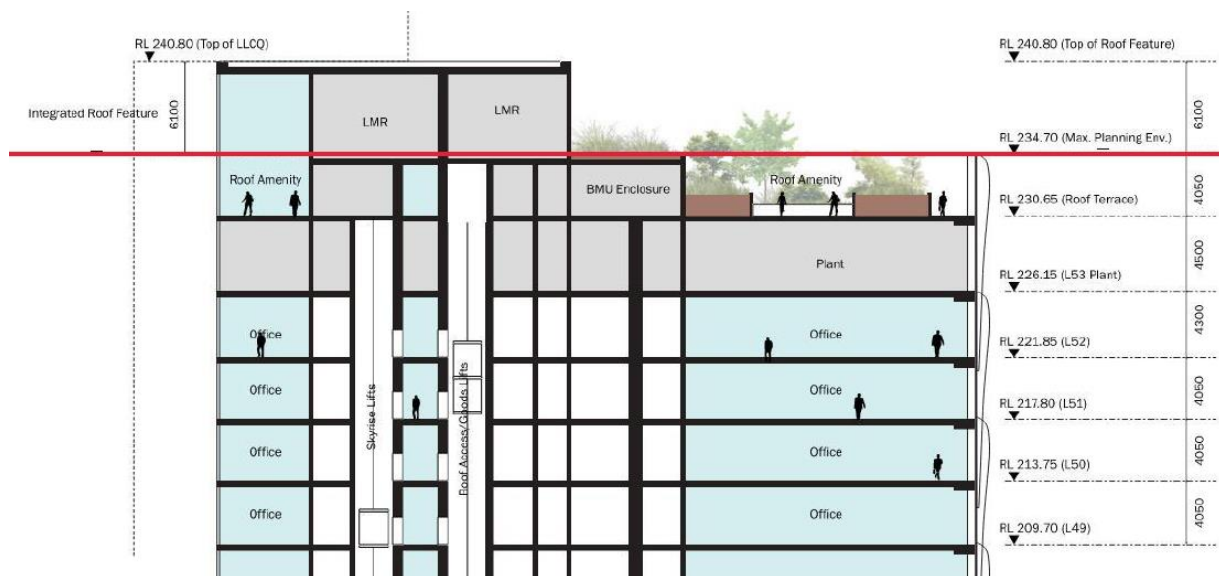 RL 240.80 (Top of LLCQ)
RL 240.80 (Top of Roof Feature)
6100
Integrated Roof Feature
LMR
LMR
6100
RL 234.70 (Max. Planning Env.)
Roof Amenity
BMU Enclosure
Roof Amenity
4050
RL 230.65 (Roof Terrace)
Plant
4500
RL 226.15 (L53 Plant)
Office
Office
4300
RL 221.85 (L52)
Office
Office
4050
RL 217.80 (L51)
Skyrise Lifts
Roof Access/Goods Lifts
Office
Office
4050
RL 213.75 (L50)
Office
Office
4050
RL 209.70 (L49)